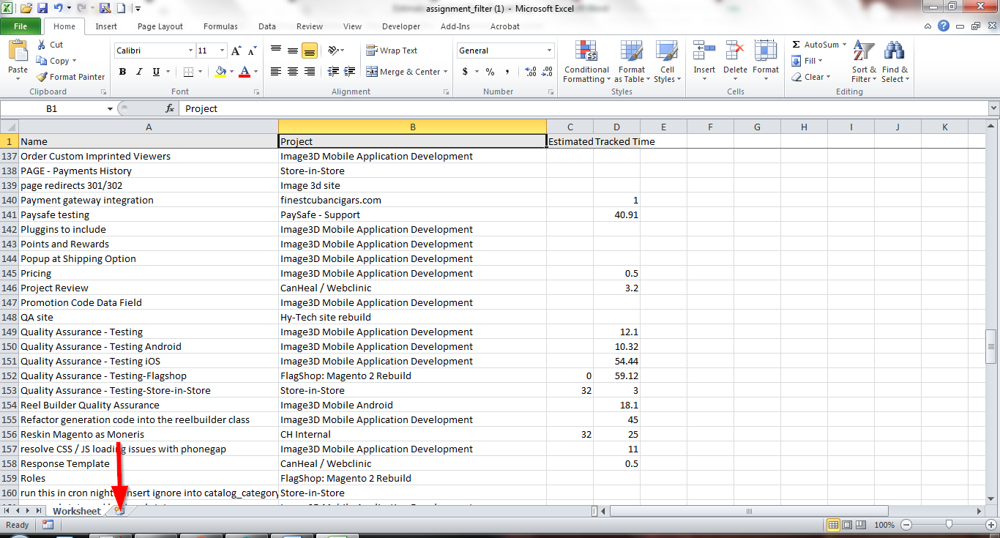 assignment_filter (1) - Microsoft Excel
File Home Insert Page Layout Formulas Data Review View Developer Add-Ins Acrobat
Paste
Cut
Copy
Format Painter
Clipboard
Calibri 11
B I U A
Font
Wrap Text
Merge & Center
Alignment
General
$ % ,
Number
Conditional Formatting
Format as Table
Cell Styles
Styles
Insert Delete Format
Cells
AutoSum
Fill
Clear
Sort & Filter
Find & Select
Editing
B1 fx Project
A B C D E F G H I J K
1 Name Project Estimated Tracked Time
137 Order Custom Imprinted Viewers Image3D Mobile Application Development
138 PAGE - Payments History Store-in-Store
139 page redirects 301/302 Image 3d site
140 Payment gateway integration finestcubancigars.com 1
141 Paysafe testing PaySafe - Support 40.91
142 Pluggins to include Image3D Mobile Application Development
143 Points and Rewards Image3D Mobile Application Development
144 Popup at Shipping Option Image3D Mobile Application Development
145 Pricing Image3D Mobile Application Development 0.5
146 Project Review CanHeal / Webclinic 3.2
147 Promotion Code Data Field Image3D Mobile Application Development
148 QA site Hy-Tech site rebuild
149 Quality Assurance - Testing Image3D Mobile Application Development 12.1
150 Quality Assurance - Testing Android Image3D Mobile Application Development 10.32
151 Quality Assurance - Testing iOS Image3D Mobile Application Development 54.44
152 Quality Assurance - Testing-Flagshop FlagShop: Magento 2 Rebuild 0 59.12
153 Quality Assurance - Testing-Store-in-Store Store-in-Store 32 3
154 Reel Builder Quality Assurance Image3D Mobile Android 18.1
155 Refactor generation code into the reelbuilder class Image3D Mobile Application Development 45
156 Reskin Magento as Moneris CH Internal 32 25
157 resolve CSS / JS loading issues with phonegap Image3D Mobile Application Development 11
158 Response Template CanHeal / Webclinic 0.5
159 Roles FlagShop: Magento 2 Rebuild
160 run this in cron night insert ignore into catalog_category Store-in-Store
Worksheet
Ready 100%